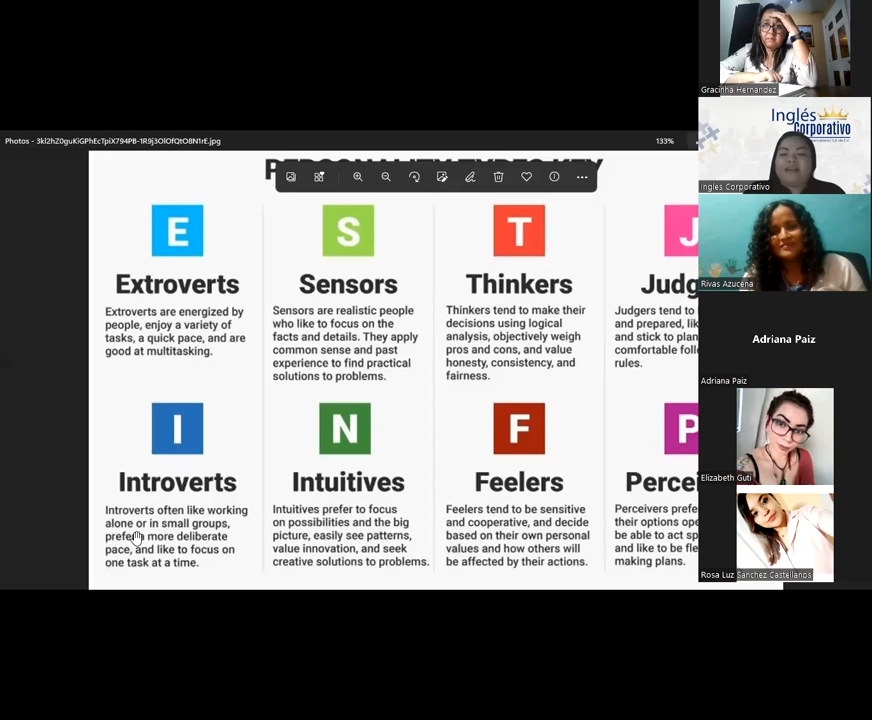 Photos - 3kl2hZ0guKiGPhEcTpiX794PB-1R9j3OlOfQtO8N1rE.jpg
133%
PERSONALITY TYPES KEY
E
S
T
J
Extroverts
Sensors
Thinkers
Judg
Extroverts are energized by
people, enjoy a variety of
tasks, a quick pace, and are
good at multitasking.
Sensors are realistic people
who like to focus on the
facts and details. They apply
common sense and past
experience to find practical
solutions to problems.
Thinkers tend to make their
decisions using logical
analysis, objectively weigh
pros and cons, and value
honesty, consistency, and
fairness.
Judgers tend to
and prepared, lik
and stick to plan
comfortable foll
rules.
I
N
F
P
Introverts
Intuitives
Feelers
Percei
Introverts often like working
alone or in small groups,
prefer a more deliberate
pace, and like to focus on
one task at a time.
Intuitives prefer to focus
on possibilities and the big
picture, easily see patterns,
value innovation, and seek
creative solutions to problems.
Feelers tend to be sensitive
and cooperative, and decide
based on their own personal
values and how others will
be affected by their actions.
Perceivers prefe
their options ope
be able to act sp
and like to be fle
making plans.
Gracinha Hernandez
Inglés
Corporativo
Ingles Corporativo
Rivas Azucena
Adriana Paiz
Adriana Paiz
Elizabeth Guti
Rosa Luz Sánchez Castellanos